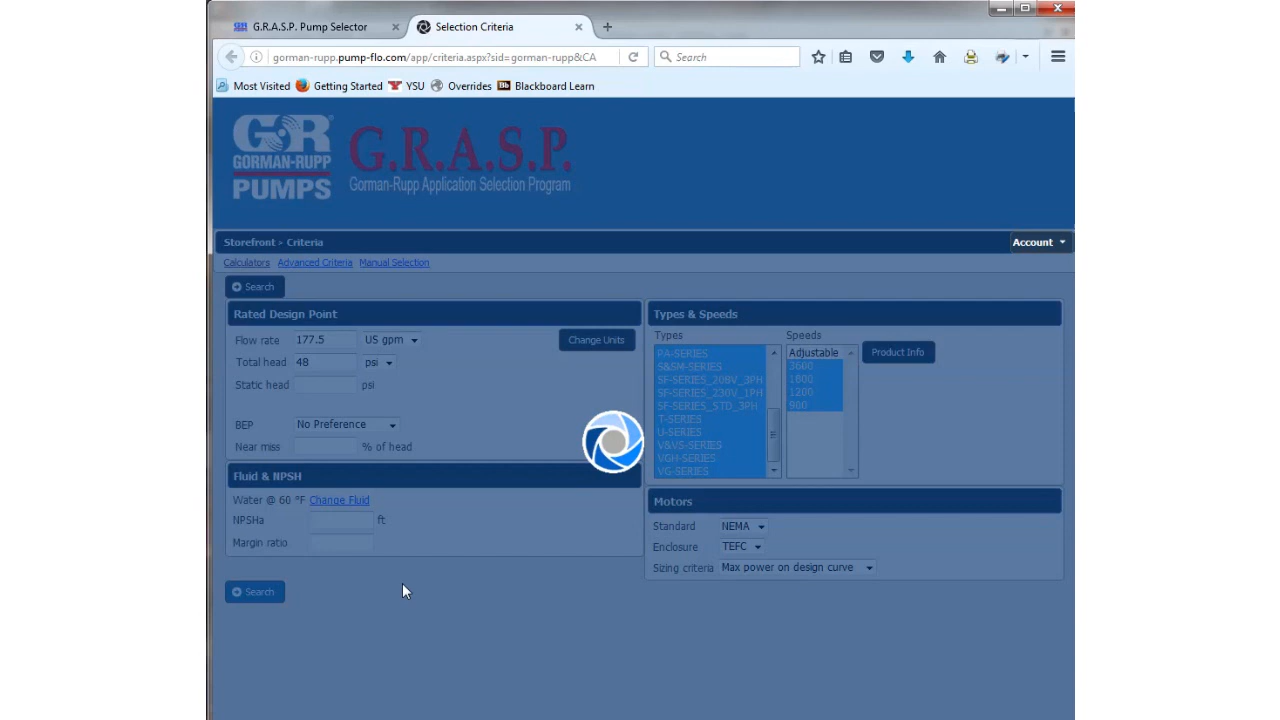 G.R.A.S.P. Pump Selector
Selection Criteria
gorman-rupp.pump-flo.com/app/criteria.aspx?sid=gorman-rupp&CA
Search
Most Visited
Getting Started
YSU
Overrides
Bb Blackboard Learn
GR
GORMAN-RUPP
PUMPS
G.R.A.S.P.
Gorman-Rupp Application Selection Program
Storefront > Criteria
Account
Calculators Advanced Criteria Manual Selection
Search
Rated Design Point
Flow rate 177.5 US gpm
Change Units
Total head 48 psi
Static head psi
BEP No Preference
Near miss % of head
Fluid & NPSH
Water @ 60 °F Change Fluid
NPSHa ft
Margin ratio
Search
Types & Speeds
Types Speeds
Product Info
PA-SERIES
S&SM-SERIES
SF-SERIES_208V_3PH
SF-SERIES_230V_1PH
SF-SERIES_STD_3PH
T-SERIES
U-SERIES
V&VS-SERIES
VGH-SERIES
VG-SERIES
Adjustable
3600
1800
1200
900
Motors
Standard NEMA
Enclosure TEFC
Sizing criteria Max power on design curve